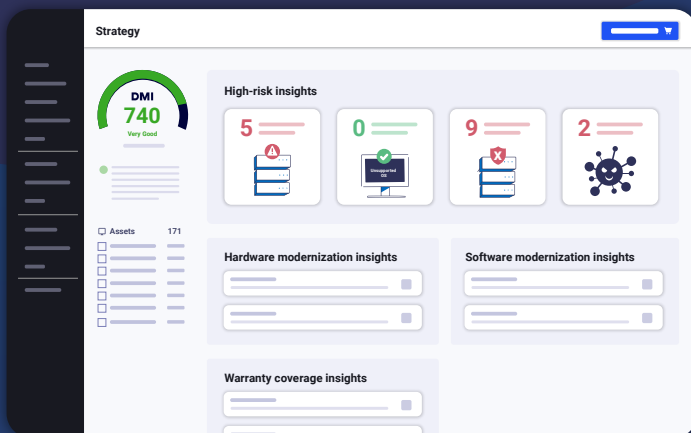 Strategy
DMI
740
Very Good
Assets 171
High-risk insights
5
0
Unsupported
OS
9
2
Hardware modernization insights
Software modernization insights
Warranty coverage insights